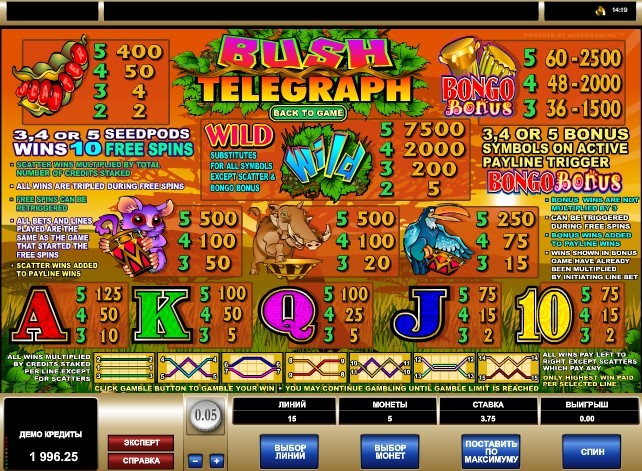 14:19
POWERED BY MICROGAMING™
BUSH
TELEGRAPH
BACK TO GAME
SCATTER
5 400
4 50
3 4
2 2
BONGO
Bonus
5 60-2500
4 48-2000
3 36-1500
3,4 OR 5 SEEDPODS
WINS 10 FREE SPINS
• SCATTER WINS MULTIPLIED BY TOTAL
NUMBER OF CREDITS STAKED
• ALL WINS ARE TRIPLED DURING FREE SPINS
• FREE SPINS CAN BE
RETRIGGERED
• ALL BETS AND LINES
PLAYED ARE THE
SAME AS THE GAME
THAT STARTED THE
FREE SPINS
• SCATTER WINS ADDED
TO PAYLINE WINS
WILD
SUBSTITUTES
FOR ALL SYMBOLS
EXCEPT SCATTER &
BONGO BONUS
Wild
5 7500
4 2000
3 200
2 5
3,4 OR 5 BONUS
SYMBOLS ON ACTIVE
PAYLINE TRIGGER
BONGO Bonus
• BONUS WINS ARE NOT
MULTIPLIED BY 3
• CAN BE TRIGGERED
DURING FREE SPINS
• BONUS WINS ADDED
TO PAYLINE WINS
• WINS SHOWN IN BONUS
GAME HAVE ALREADY
BEEN MULTIPLIED
BY INITIATING LINE BET
5 500
4 100
3 50
5 500
4 100
3 20
5 250
4 75
3 15
A
5 125
4 50
3 10
K
5 100
4 50
3 5
Q
5 100
4 25
3 5
J
5 75
4 15
3 2
10
5 75
4 15
3 2
ALL WINS MULTIPLIED
BY CREDITS STAKED
PER LINE EXCEPT
FOR SCATTERS
ALL WINS PAY LEFT TO
RIGHT EXCEPT SCATTERS
WHICH PAY ANY
ONLY HIGHEST WIN PAID
PER SELECTED LINE
CLICK GAMBLE BUTTON TO GAMBLE YOUR WIN • YOU MAY CONTINUE GAMBLING UNTIL GAMBLE LIMIT IS REACHED
ДЕМО КРЕДИТЫ
1 996.25
ЭКСПЕРТ
СПРАВКА
0.05
ЛИНИЙ
15
МОНЕТЫ
5
СТАВКА
3.75
ВЫИГРЫШ
0.00
ВЫБОР
ЛИНИЙ
ВЫБОР
МОНЕТ
ПОСТАВИТЬ
ПО
МАКСИМУМУ
СПИН